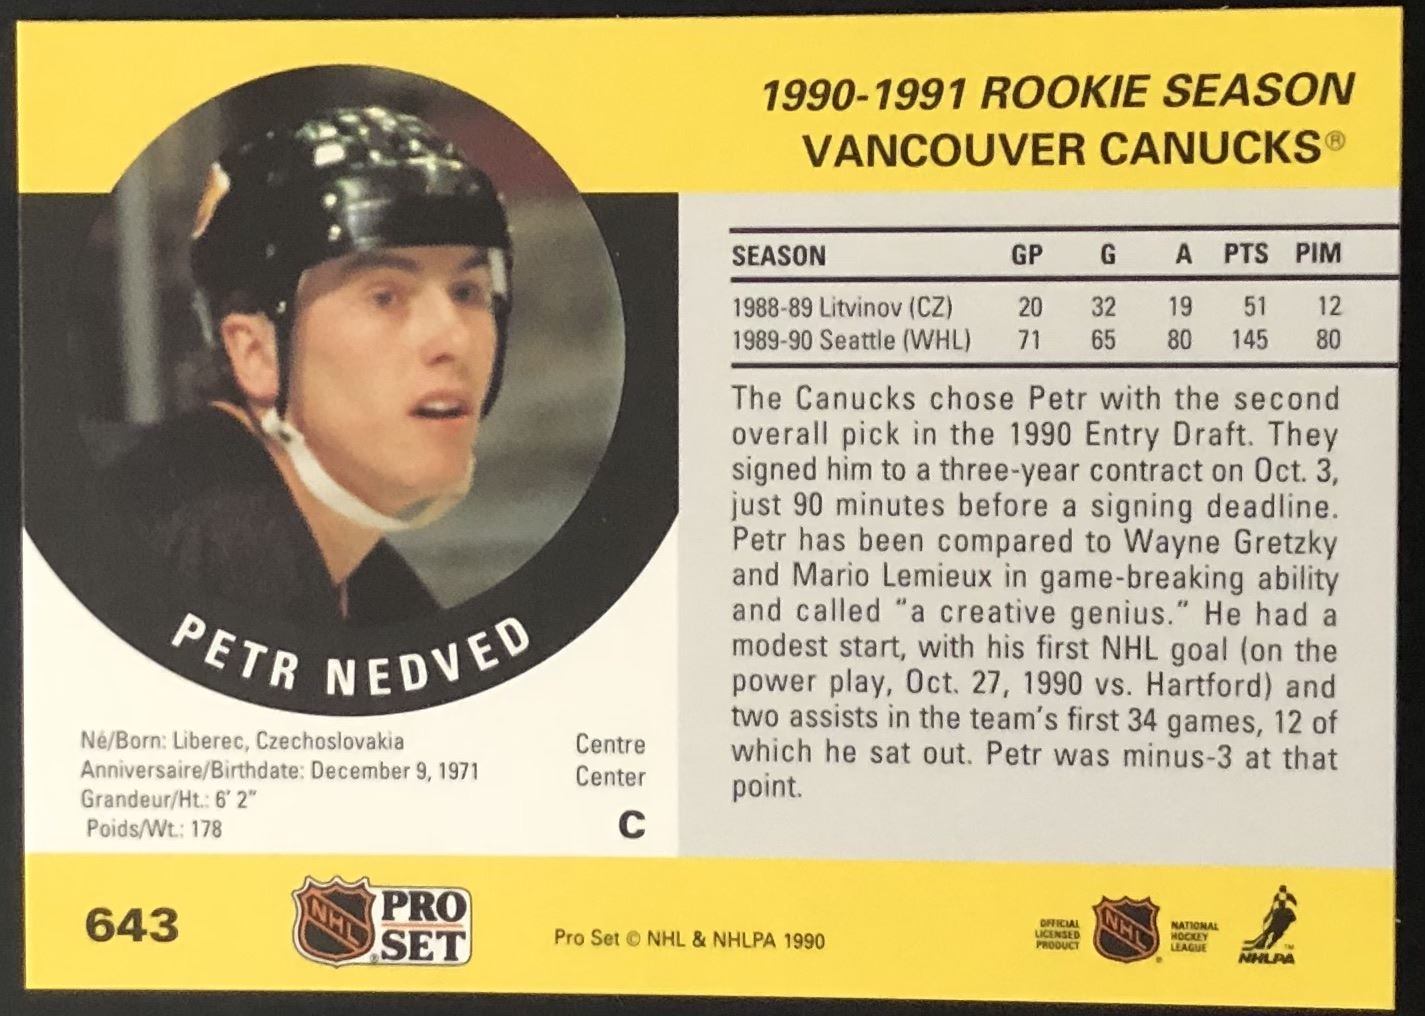 1990-1991 ROOKIE SEASON
VANCOUVER CANUCKS®
SEASON GP G A PTS PIM
1988-89 Litvinov (CZ) 20 32 19 51 12
1989-90 Seattle (WHL) 71 65 80 145 80
The Canucks chose Petr with the second
overall pick in the 1990 Entry Draft. They
signed him to a three-year contract on Oct. 3,
just 90 minutes before a signing deadline.
Petr has been compared to Wayne Gretzky
and Mario Lemieux in game-breaking ability
and called "a creative genius." He had a
modest start, with his first NHL goal (on the
power play, Oct. 27, 1990 vs. Hartford) and
two assists in the team's first 34 games, 12 of
which he sat out. Petr was minus-3 at that
point.
PETR NEDVED
Né/Born: Liberec, Czechoslovakia
Anniversaire/Birthdate: December 9, 1971
Grandeur/Ht.: 6' 2"
Poids/Wt.: 178
Centre
Center
C
643
NHL
PRO
SET
Pro Set © NHL & NHLPA 1990
OFFICIAL
LICENSED
PRODUCT
NHL
NATIONAL
HOCKEY
LEAGUE
NHLPA